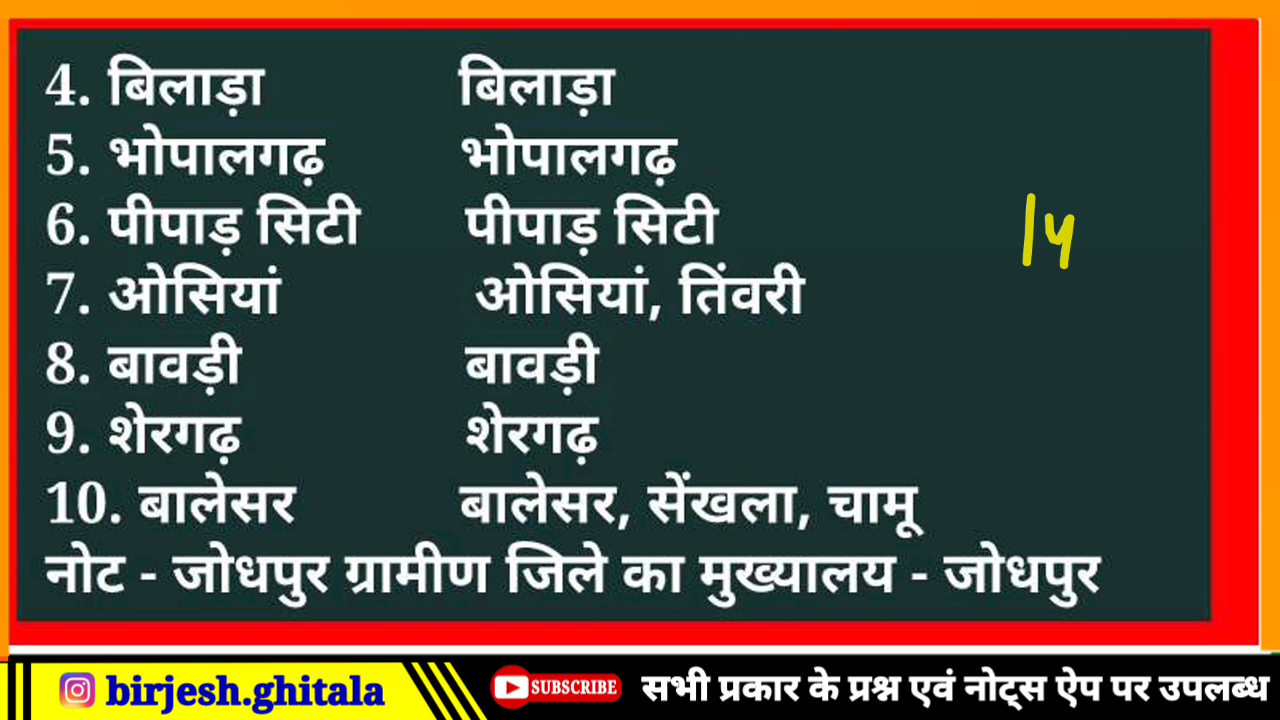 4. बिलाड़ा बिलाड़ा
5. भोपालगढ़ भोपालगढ़
6. पीपाड़ सिटी पीपाड़ सिटी
14
7. ओसियां ओसियां, तिंवरी
8. बावड़ी बावड़ी
9. शेरगढ़ शेरगढ़
10. बालेसर बालेसर, सेंखला, चामू
नोट - जोधपुर ग्रामीण जिले का मुख्यालय - जोधपुर
birjesh.ghitala SUBSCRIBE सभी प्रकार के प्रश्न एवं नोट्स ऐप पर उपलब्ध